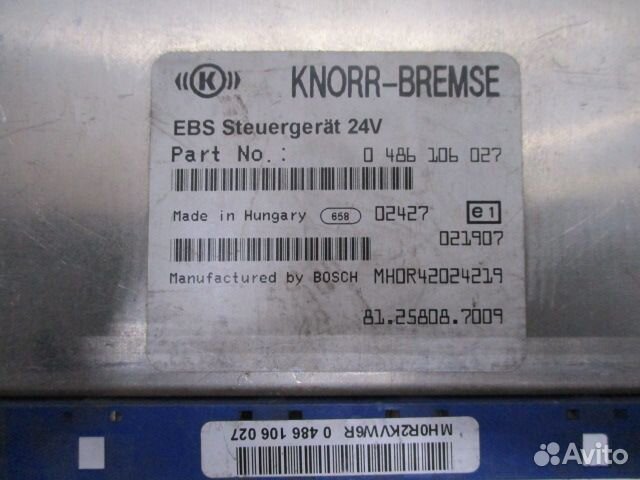 K KNORR-BREMSE
EBS Steuergerät 24V
Part No.: 0 486 106 027
Made in Hungary 658 02427 e1
021907
Manufactured by BOSCH MH0R42024219
81.25808.7009
MH0R2KVW6R 0 486 106 027
Avito